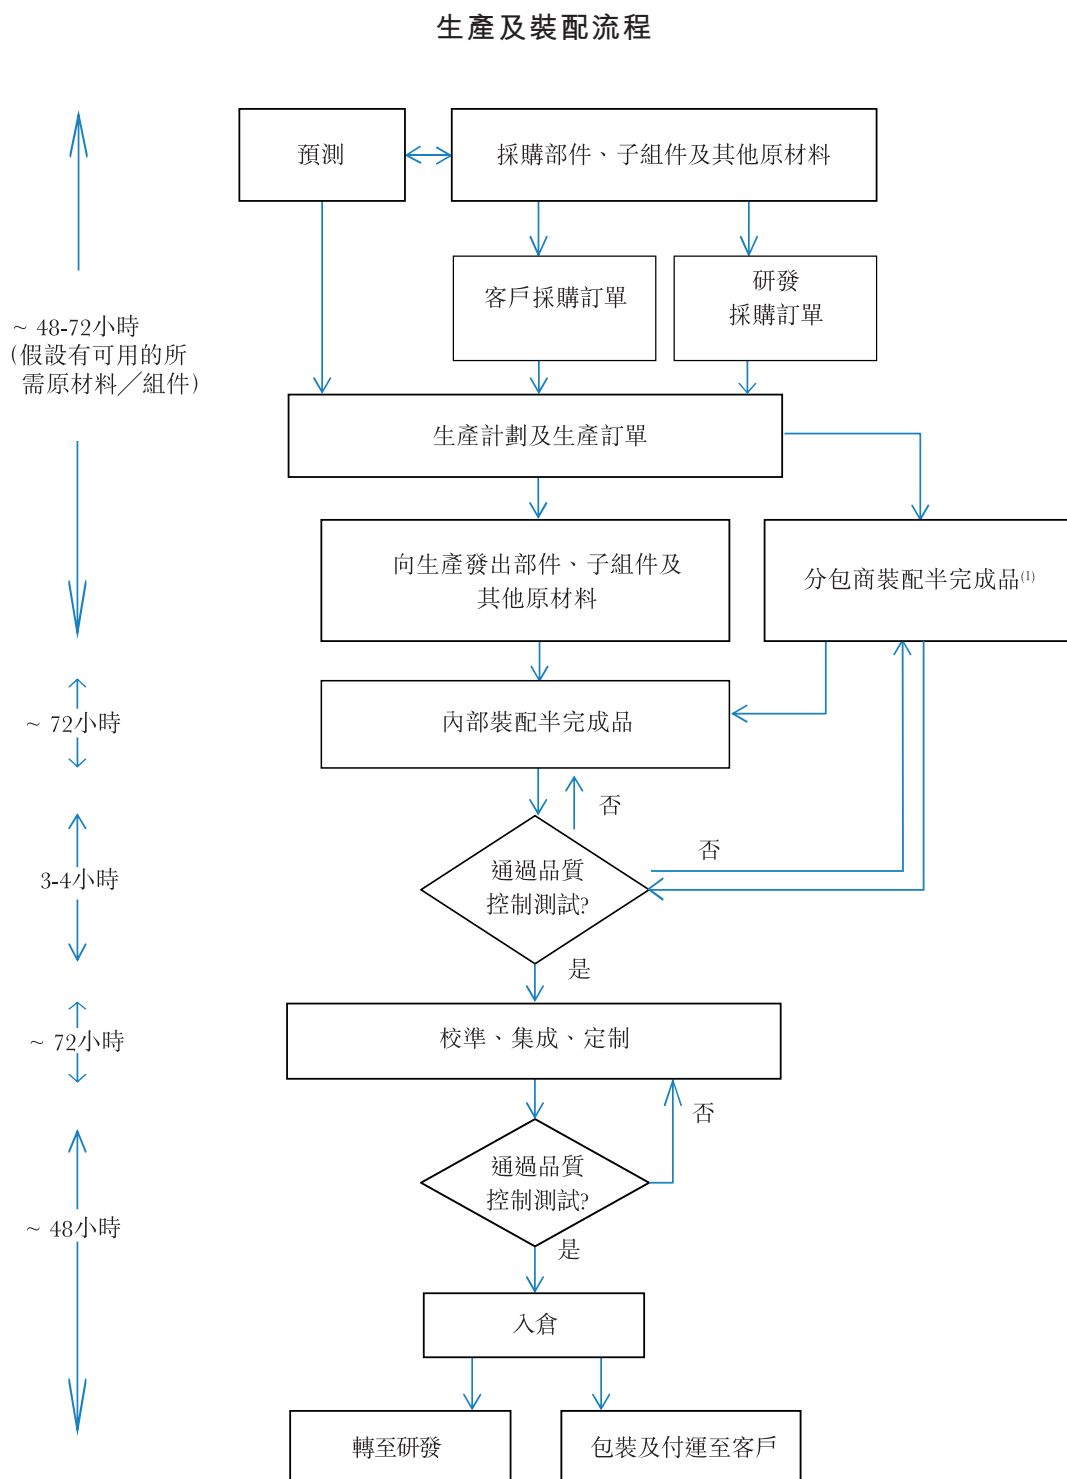 生產及裝配流程
預測
採購部件、子組件及其他原材料
客戶採購訂單
研發
採購訂單
~ 48-72小時
(假設有可用的所
需原材料／組件)
生產計劃及生產訂單
向生產發出部件、子組件及
其他原材料
分包商裝配半完成品(1)
~ 72小時
內部裝配半完成品
否
否
3-4小時
通過品質
控制測試?
是
~ 72小時
校準、集成、定制
否
通過品質
控制測試?
~ 48小時
是
入倉
轉至研發
包裝及付運至客戶